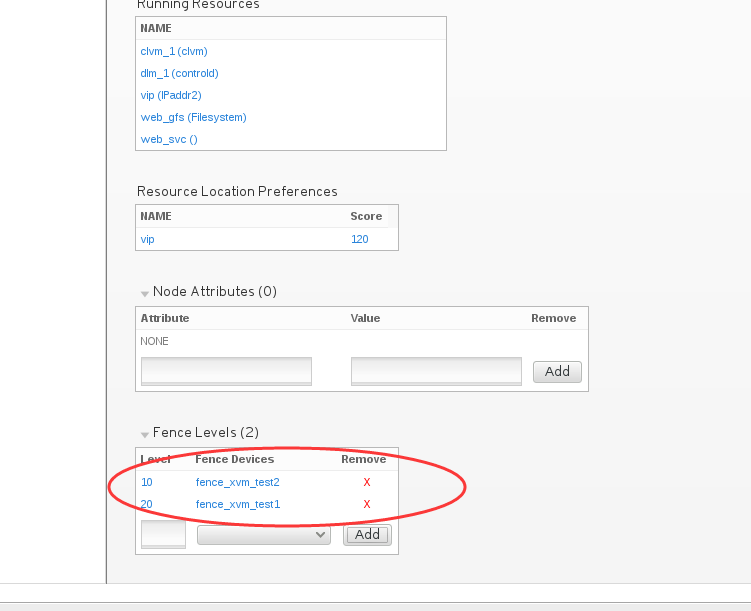 Running Resources
NAME
clvm_1 (clvm)
dlm_1 (controld)
vip (IPaddr2)
web_gfs (Filesystem)
web_svc ()
Resource Location Preferences
NAME Score
vip 120
Node Attributes (0)
Attribute Value Remove
NONE
Add
Fence Levels (2)
Level Fence Devices Remove
10 fence_xvm_test2 X
20 fence_xvm_test1 X
Add